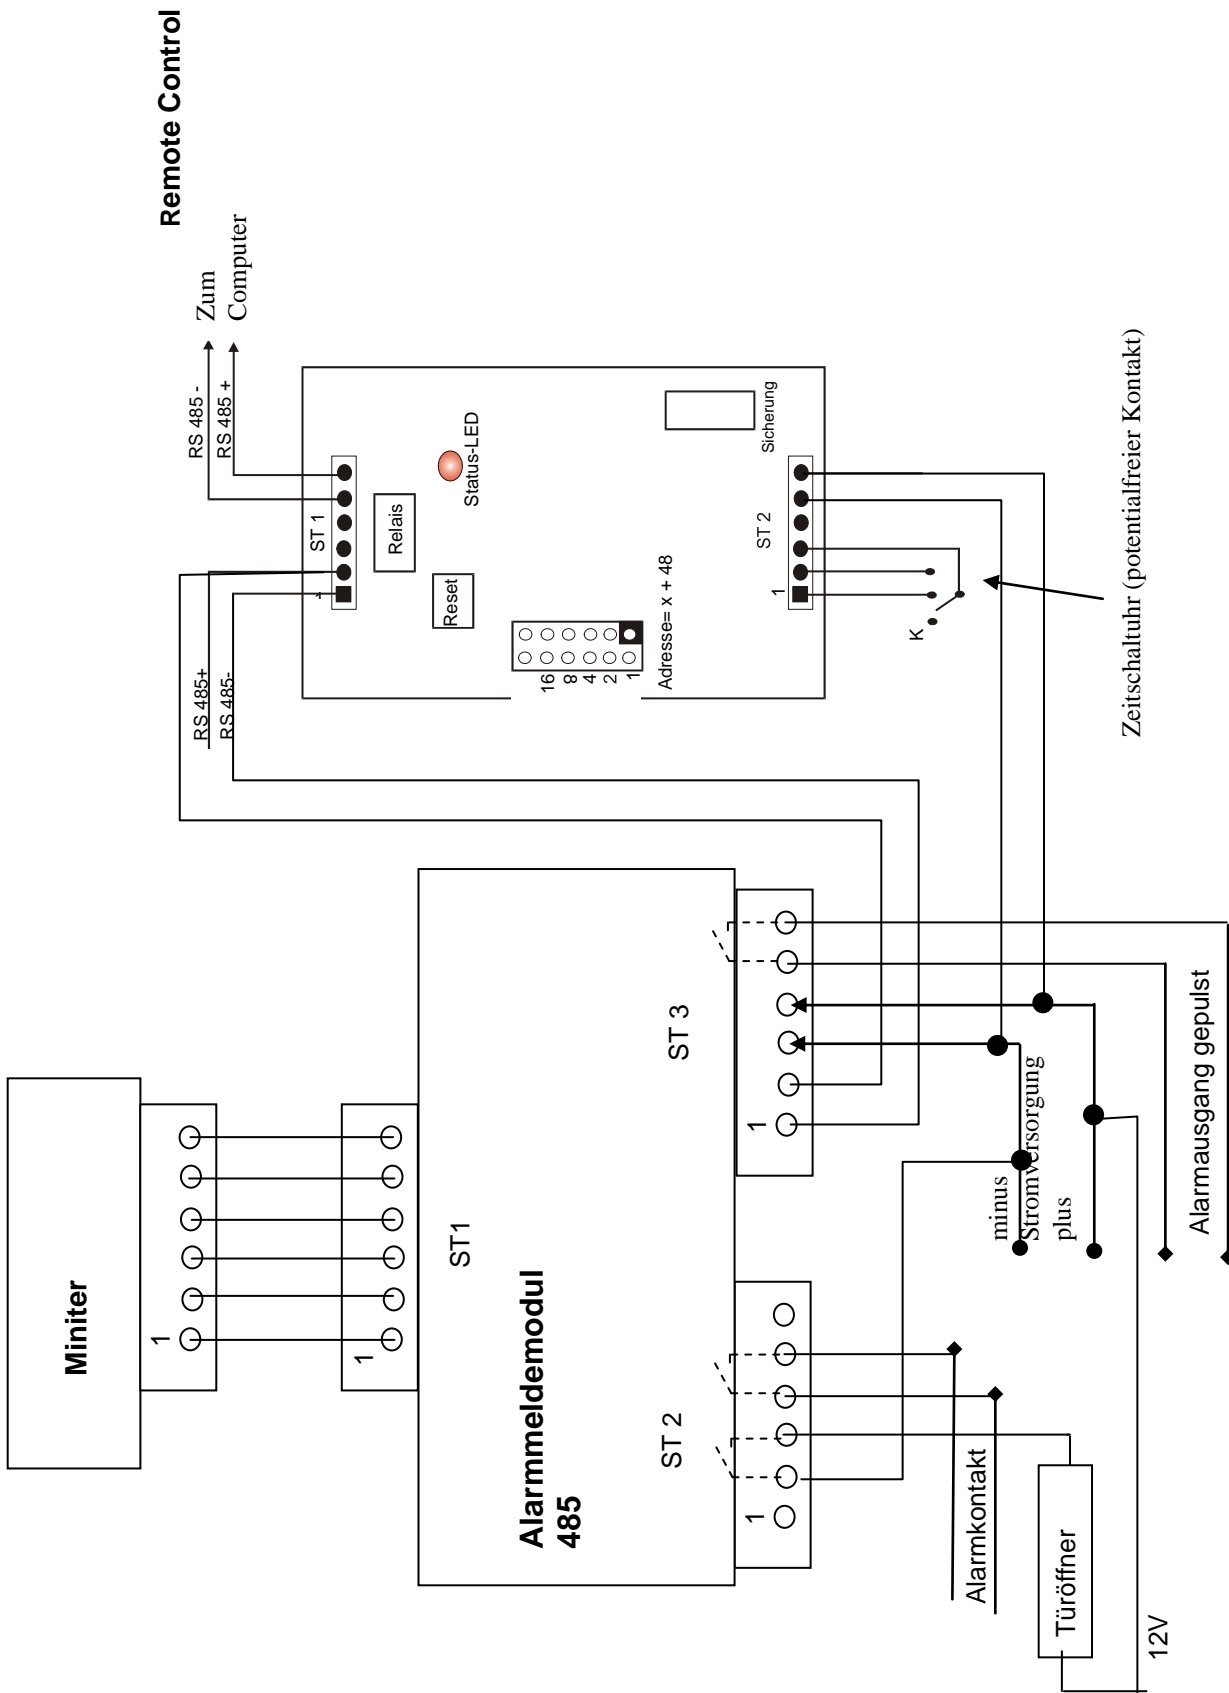 Remote Control
Zum
Computer
RS 485 -
RS 485 +
RS 485+
RS 485-
ST 1
Relais
Reset
Status-LED
Sicherung
16
8
4
2
1
Adresse= x + 48
ST 2
1
K
Zeitschaltuhr (potentialfreier Kontakt)
Miniter
1
1
ST1
Alarmmeldemodul
485
ST 3
1
ST 2
1
minus
Stromversorgung
plus
Alarmausgang gepulst
Alarmkontakt
Türöffner
12V